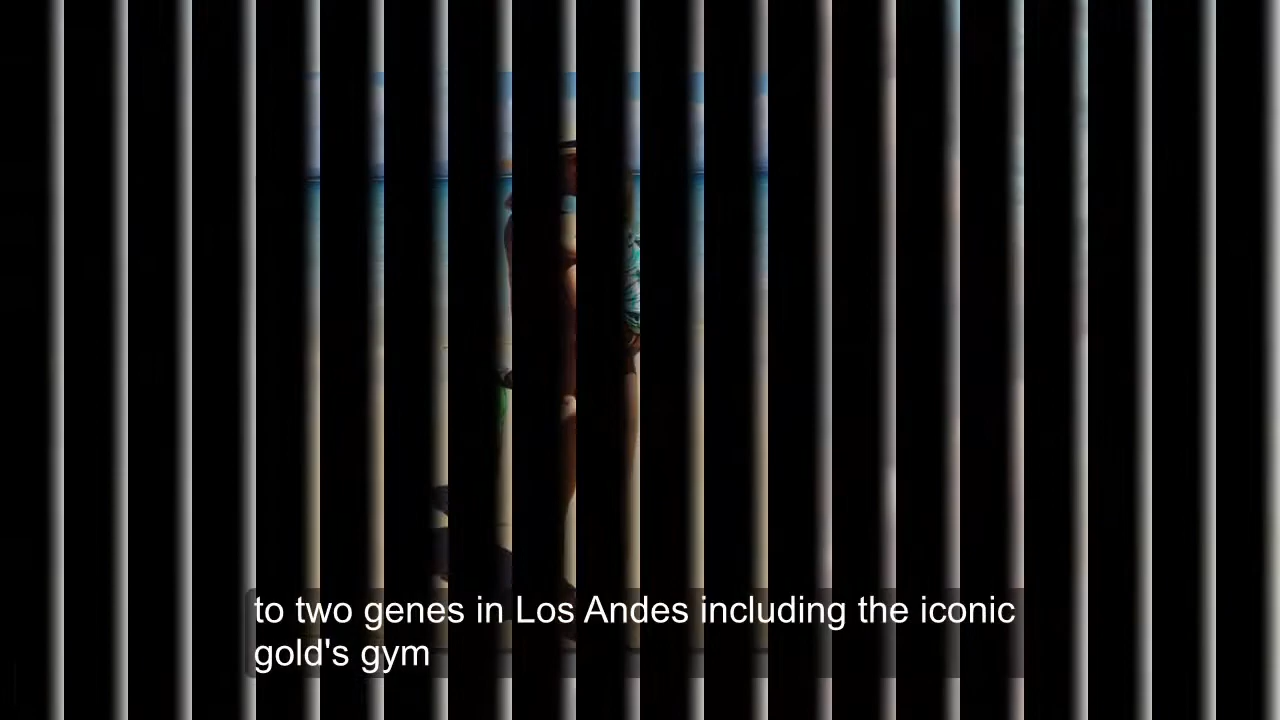 to two genes in Los Andes including the iconic
gold's gym